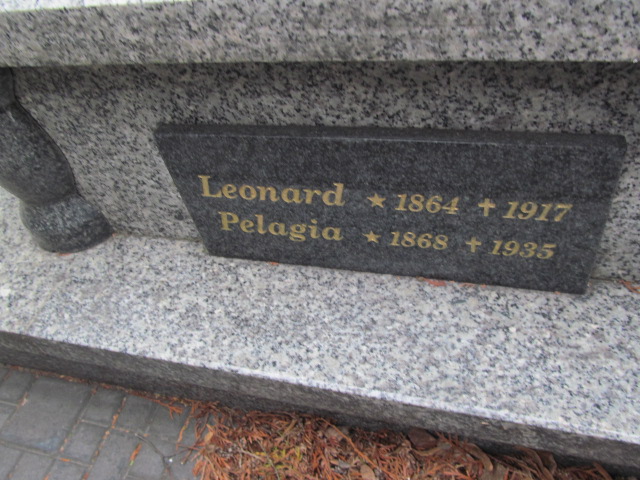 Leonard ★ 1864 ✝ 1917
Pelagia ★ 1868 ✝ 1935